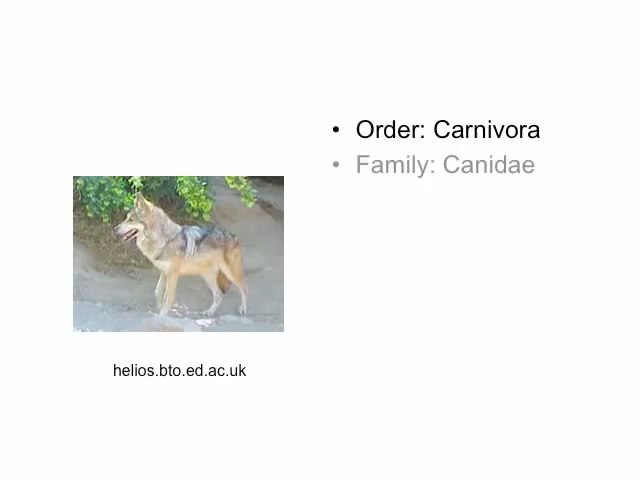 • Order: Carnivora
• Family: Canidae
helios.bto.ed.ac.uk